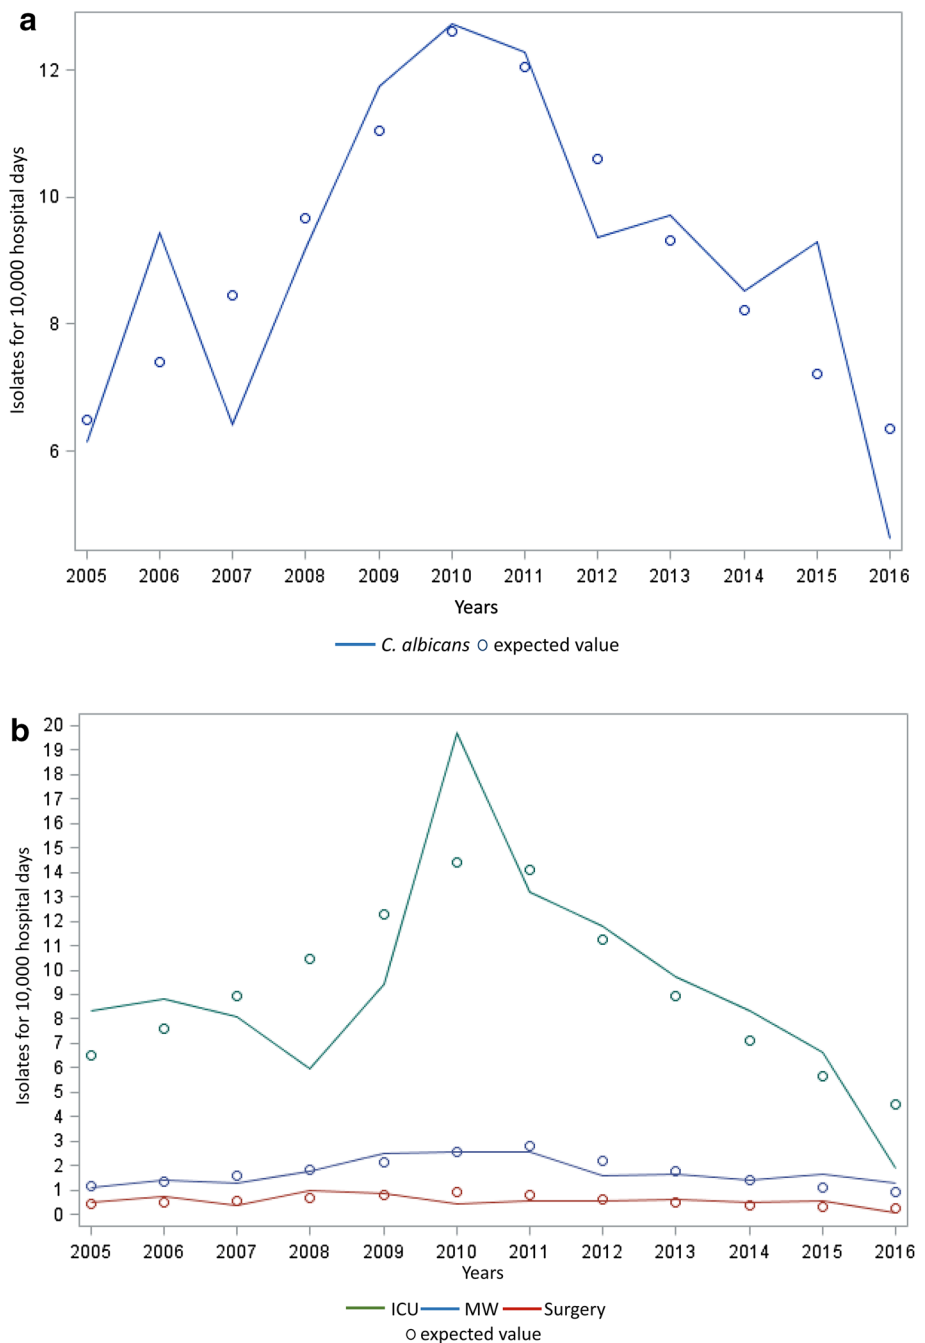 a
Isolates for 10,000 hospital days
12
10
8
6
2005 2006 2007 2008 2009 2010 2011 2012 2013 2014 2015 2016
Years
C. albicans expected value
b
Isolates for 10,000 hospital days
20
19
18
17
16
15
14
13
12
11
10
9
8
7
6
5
4
3
2
1
0
2005 2006 2007 2008 2009 2010 2011 2012 2013 2014 2015 2016
Years
ICU MW Surgery
expected value